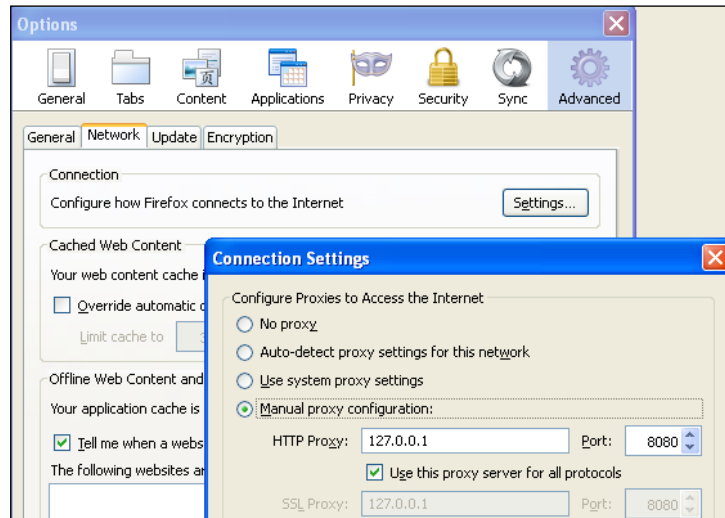 Options
General Tabs Content Applications Privacy Security Sync Advanced
General Network Update Encryption
Connection
Configure how Firefox connects to the Internet Settings...
Cached Web Content
Your web content cache
Override automatic
Limit cache to
Offline Web Content and
Your application cache is
Tell me when a
The following websites
Connection Settings
Configure Proxies to Access the Internet
No proxy
Auto-detect proxy settings for this network
Use system proxy settings
Manual proxy configuration:
HTTP Proxy: 127.0.0.1 Port: 8080
Use this proxy server for all protocols
SSL Proxy: 127.0.0.1 Port: 8080